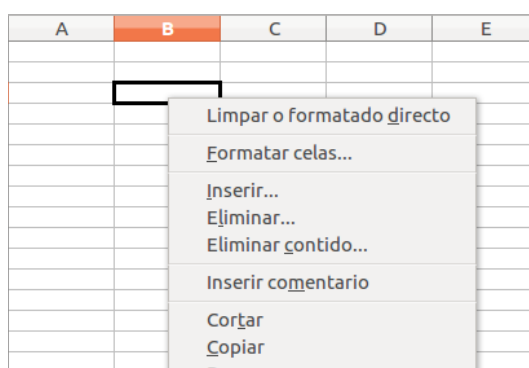 A B C D E
Limpar o formatado directo
Formatar celas...
Inserir...
Eliminar...
Eliminar contido...
Inserir comentario
Cortar
Copiar